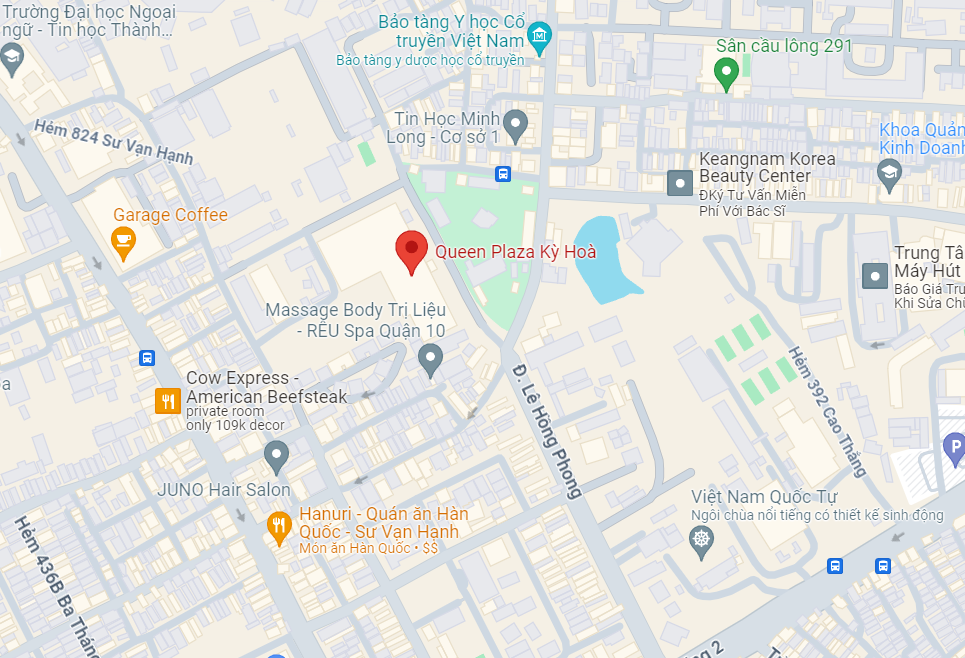 Trường Đại học Ngoại
ngữ - Tin học Thành...
Bảo tàng Y học Cổ
truyền Việt Nam
Bảo tàng y dược học cổ truyền
Sân cầu lông 291
Hẻm 824 Sư Vạn Hạnh
Tin Học Minh
Long - Cơ sở 1
Khoa Quản
Kinh Doanh
Keangnam Korea
Beauty Center
ĐKý Tư Vấn Miễn
Phí Với Bác Sĩ
Garage Coffee
Queen Plaza Kỳ Hoà
Trung Tâ
Máy Hút
Báo Giá Trư
Khi Sửa Chữ
Massage Body Trị Liệu
- RỄU Spa Quận 10
Cow Express -
American Beefsteak
private room
only 109k decor
Đ. Lê Hồng Phong
Hẻm 392 Cao Thắng
P
JUNO Hair Salon
Việt Nam Quốc Tự
Ngôi chùa nổi tiếng có thiết kế sinh động
Hanuri - Quán ăn Hàn
Quốc - Sư Vạn Hạnh
Món ăn Hàn Quốc • $$
Hẻm 436B Ba Thán
2